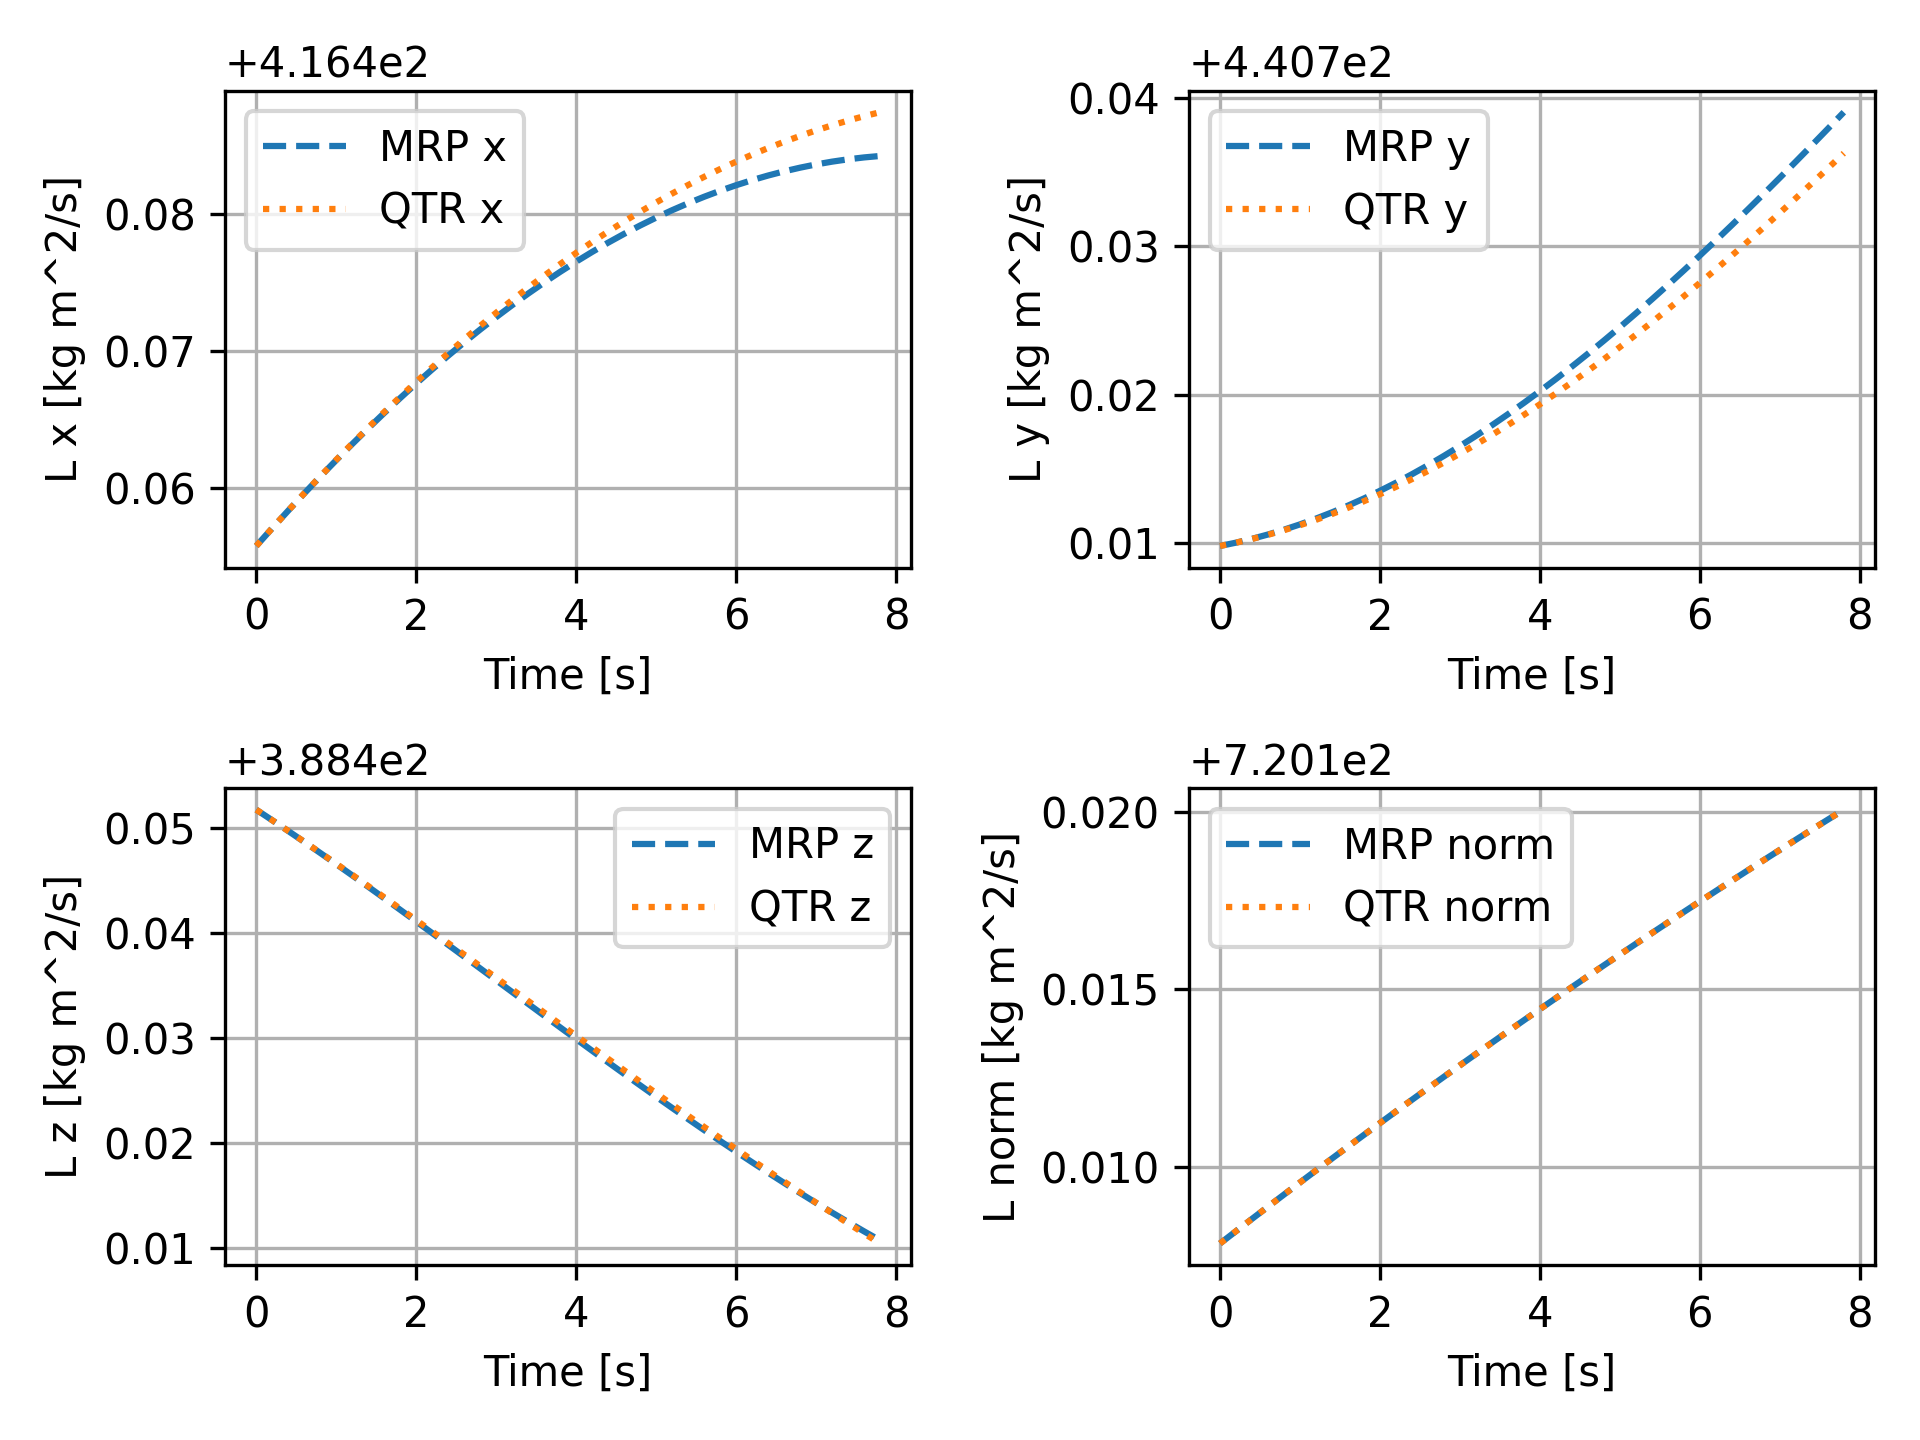 +4.164e2
MRP x
QTR x
0.08
0.07
0.06
L x [kg m^2/s]
0 2 4 6 8
Time [s]
+4.407e2
MRP y
QTR y
0.04
0.03
0.02
0.01
L y [kg m^2/s]
0 2 4 6 8
Time [s]
+3.884e2
MRP z
QTR z
0.05
0.04
0.03
0.02
0.01
L z [kg m^2/s]
0 2 4 6 8
Time [s]
+7.201e2
MRP norm
QTR norm
0.020
0.015
0.010
L norm [kg m^2/s]
0 2 4 6 8
Time [s]